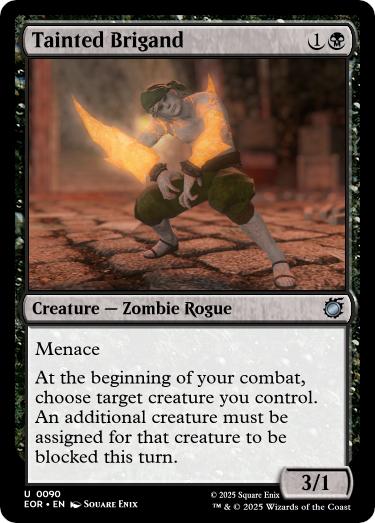 Tainted Brigand
1
Creature — Zombie Rogue
Menace
At the beginning of your combat,
choose target creature you control.
An additional creature must be
assigned for that creature to be
blocked this turn.
3/1
U 0090
EOR • EN SQUARE ENIX
© 2025 Square Enix
™ & © 2025 Wizards of the Coast